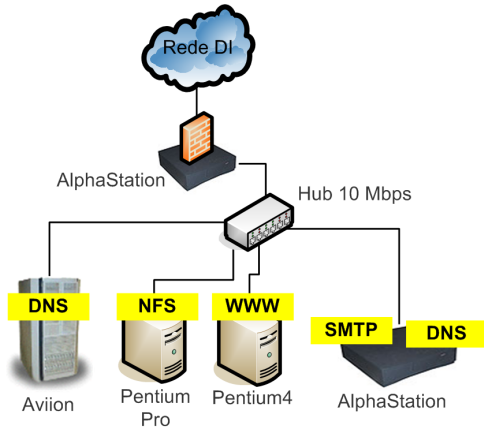 Rede DI
AlphaStation
Hub 10 Mbps
DNS
NFS
WWW
SMTP
DNS
Aviion
Pentium
Pro
Pentium4
AlphaStation